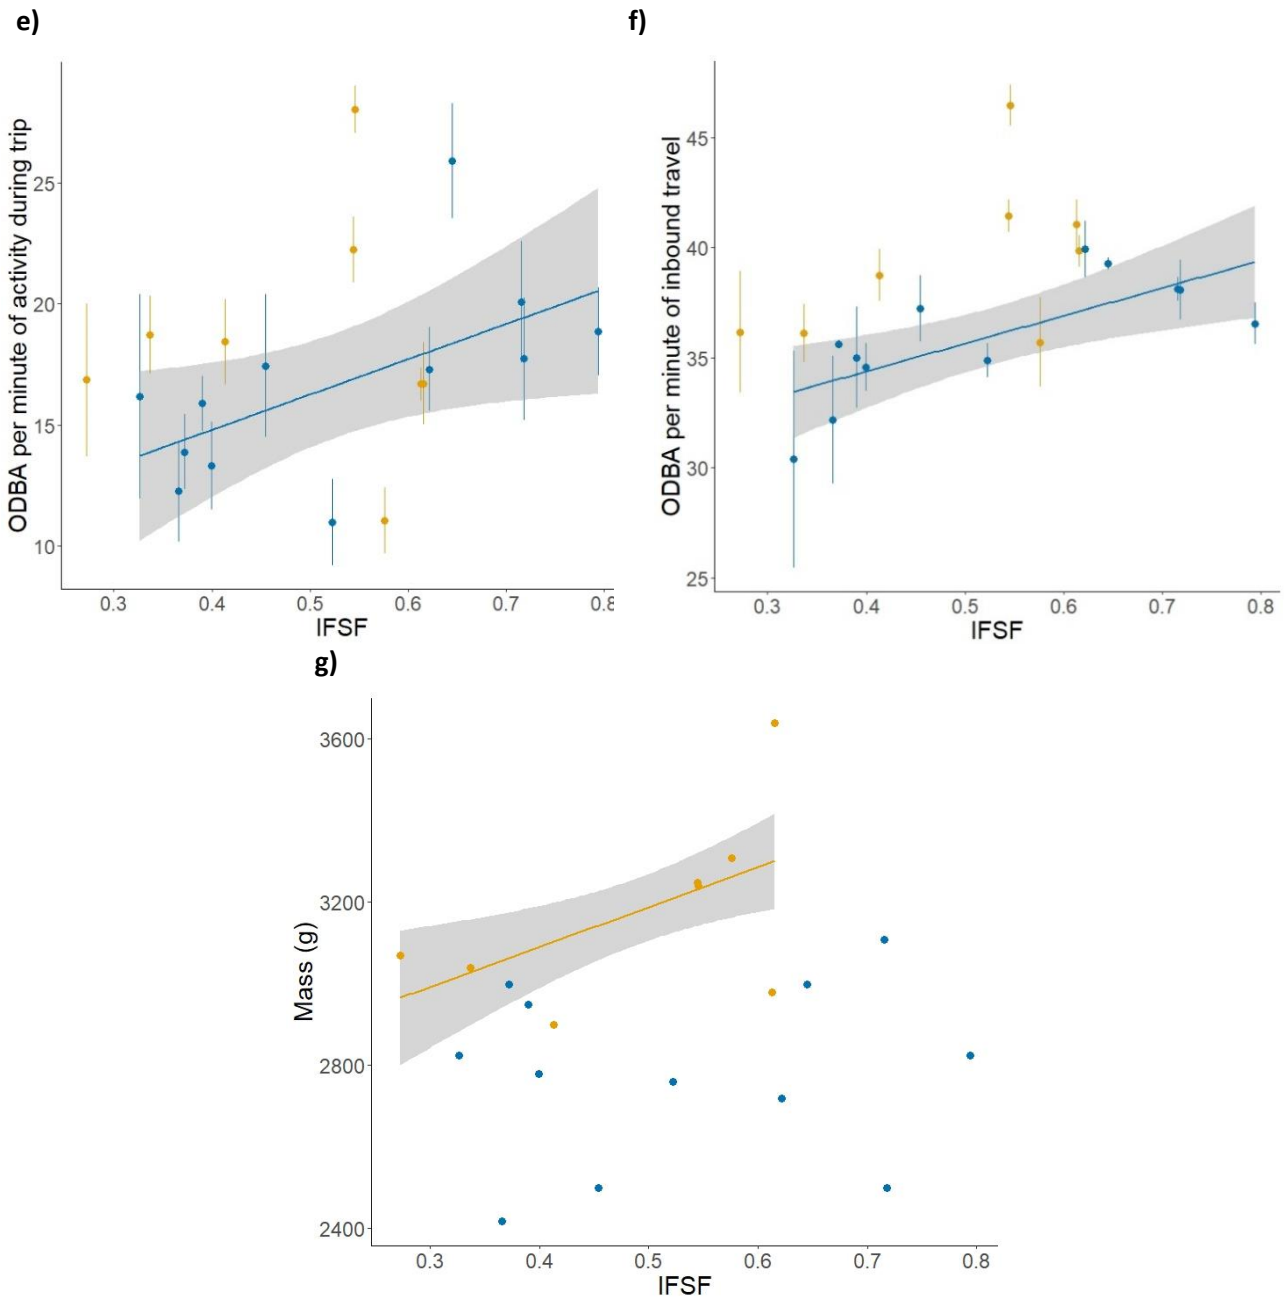 e)
f)
ODBA per minute of activity during trip
25
20
15
10
0.3 0.4 0.5 0.6 0.7 0.8
IFSF
ODBA per minute of inbound travel
45
40
35
30
25
0.3 0.4 0.5 0.6 0.7 0.8
IFSF
g)
Mass (g)
3600
3200
2800
2400
0.3 0.4 0.5 0.6 0.7 0.8
IFSF